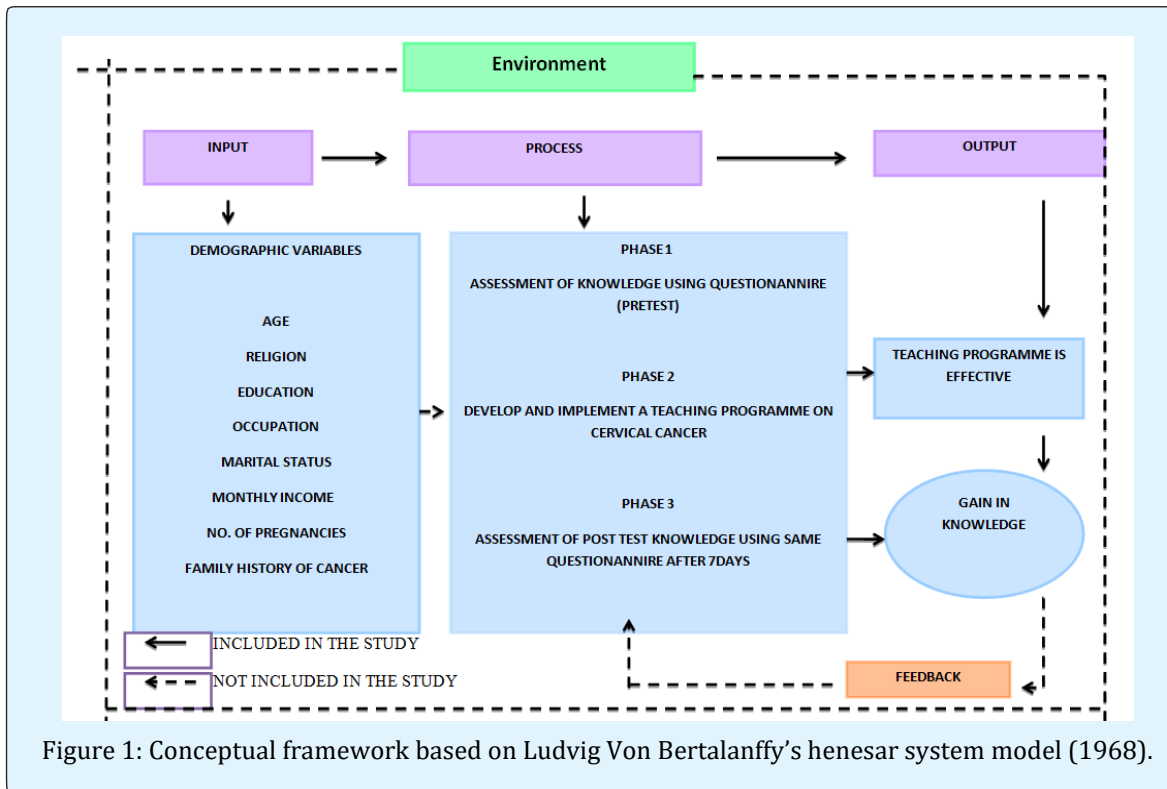 Environment
INPUT
PROCESS
OUTPUT
DEMOGRAPHIC VARIABLES
AGE
RELIGION
EDUCATION
OCCUPATION
MARITAL STATUS
MONTHLY INCOME
NO. OF PREGNANCIES
FAMILY HISTORY OF CANCER
PHASE 1
ASSESSMENT OF KNOWLEDGE USING QUESTIONANNIRE
(PRETEST)
PHASE 2
DEVELOP AND IMPLEMENT A TEACHING PROGRAMME ON
CERVICAL CANCER
PHASE 3
ASSESSMENT OF POST TEST KNOWLEDGE USING SAME
QUESTIONANNIRE AFTER 7DAYS
TEACHING PROGRAMME IS
EFFECTIVE
GAIN IN
KNOWLEDGE
FEEDBACK
INCLUDED IN THE STUDY
NOT INCLUDED IN THE STUDY
Figure 1: Conceptual framework based on Ludvig Von Bertalanffy’s henesar system model (1968).